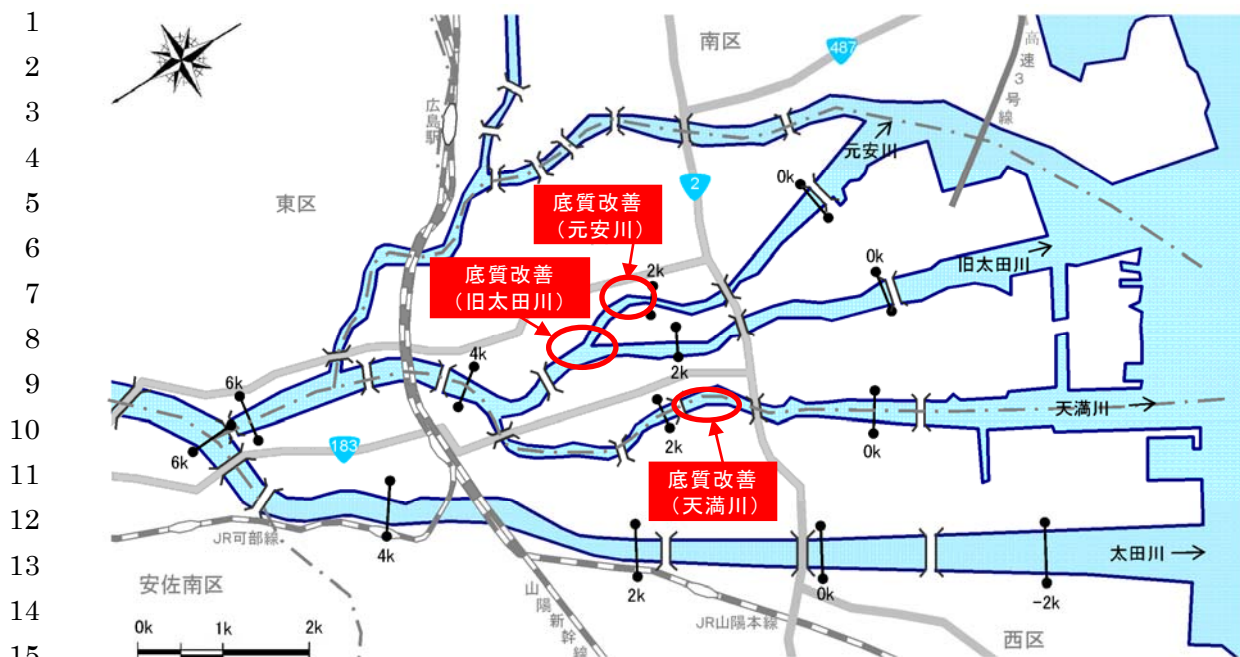 1
2
3
4
5
6
7
8
9
10
11
12
13
14
15
南区
487
高速3号線
広島駅
元安川
東区
2
0k
底質改善
(元安川)
旧太田川
底質改善
(旧太田川)
2k
0k
2k
4k
6k
天満川
2k
0k
6k
183
底質改善
(天満川)
JR可部線
4k
太田川
2k
0k
-2k
安佐南区
山陽新幹線
JR山陽本線
西区
0k
1k
2k